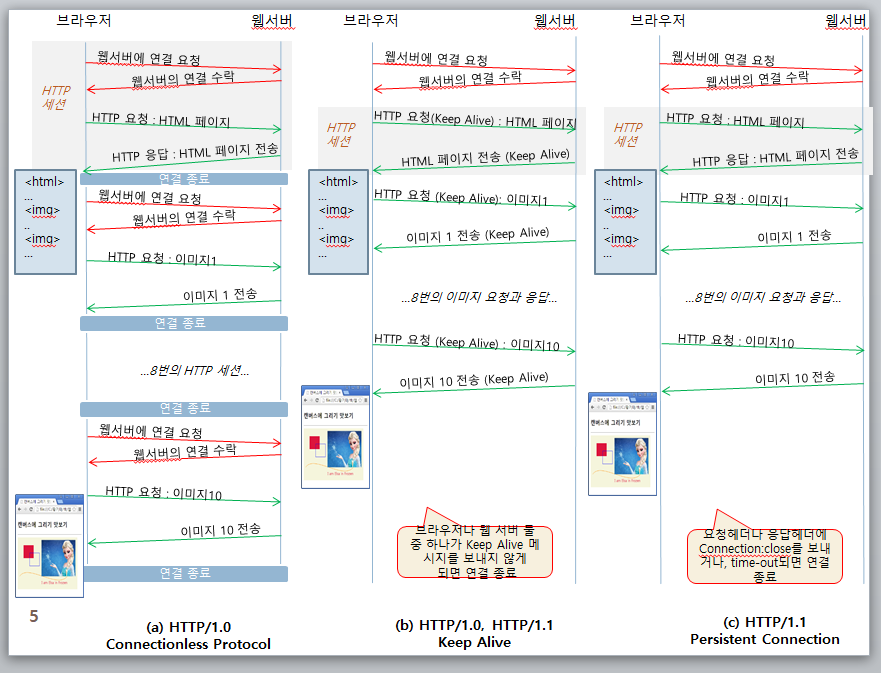 브라우저
웹서버
웹서버에 연결 요청
웹서버의 연결 수락
HTTP
세션
HTTP 요청 : HTML 페이지
HTTP 응답 : HTML 페이지 전송
연결 종료
<html>
...
<img>
..
<img>
...
웹서버에 연결 요청
웹서버의 연결 수락
HTTP 요청 : 이미지1
이미지 1 전송
연결 종료
...8번의 HTTP 세션...
연결 종료
웹서버에 연결 요청
웹서버의 연결 수락
HTTP 요청 : 이미지10
이미지 10 전송
캔버스에 그리기 맛보기
연결 종료
(a) HTTP/1.0
Connectionless Protocol
브라우저
웹서버
웹서버에 연결 요청
웹서버의 연결 수락
HTTP
세션
HTTP 요청(Keep Alive) : HTML 페이지
HTML 페이지 전송 (Keep Alive)
<html>
...
<img>
..
<img>
...
HTTP 요청 (Keep Alive): 이미지1
이미지 1 전송 (Keep Alive)
...8번의 이미지 요청과 응답...
HTTP 요청 (Keep Alive) : 이미지10
이미지 10 전송 (Keep Alive)
캔버스에 그리기 맛보기
브라우저나 웹 서버 둘
중 하나가 Keep Alive 메
시지를 보내지 않게
되면 연결 종료
(b) HTTP/1.0, HTTP/1.1
Keep Alive
브라우저
웹서버
웹서버에 연결 요청
웹서버의 연결 수락
HTTP
세션
HTTP 요청 : HTML 페이지
HTTP 응답 : HTML 페이지 전송
<html>
...
<img>
..
<img>
...
HTTP 요청 : 이미지1
이미지 1 전송
...8번의 이미지 요청과 응답...
HTTP 요청 : 이미지10
이미지 10 전송
캔버스에 그리기 맛보기
요청헤더나 응답헤더에
Connection:close를 보내
거나, time-out되면 연결
종료
(c) HTTP/1.1
Persistent Connection
5